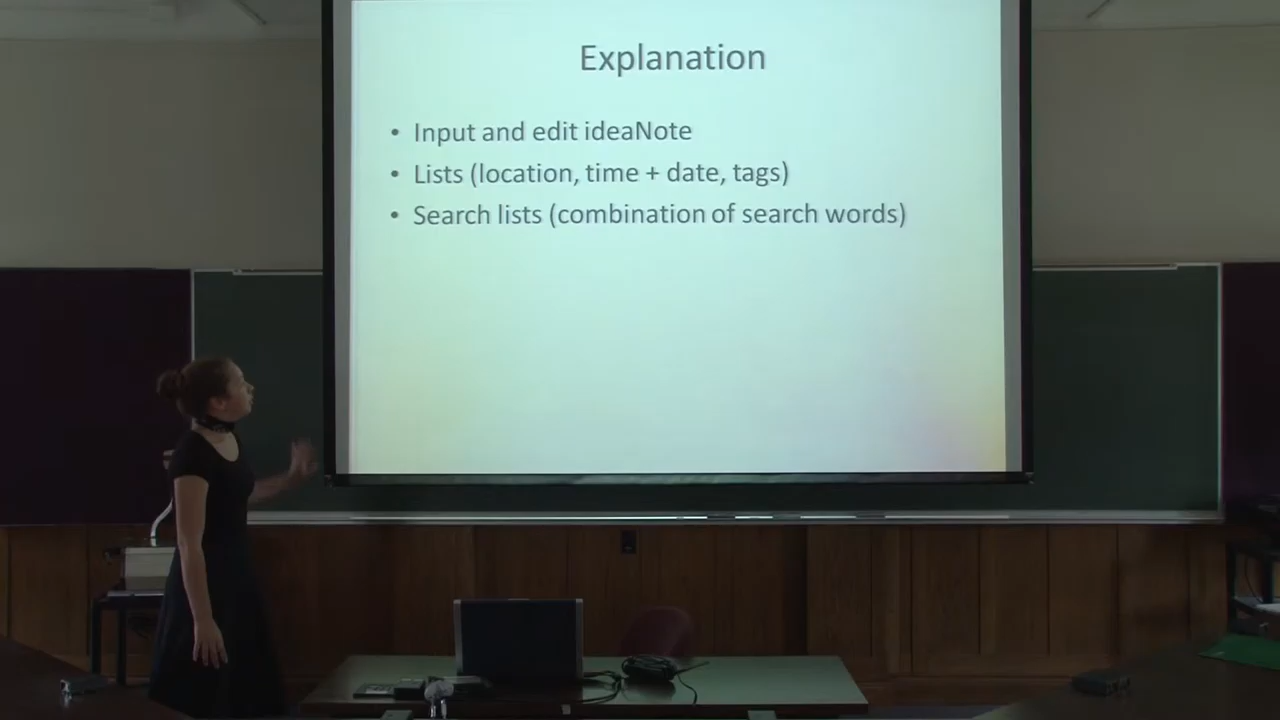 Explanation
• Input and edit ideaNote
• Lists (location, time + date, tags)
• Search lists (combination of search words)